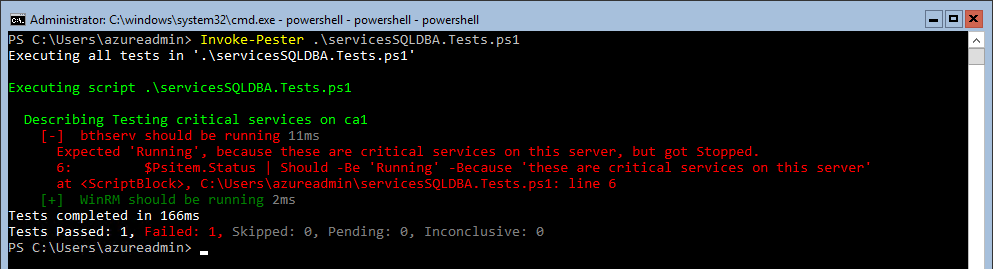 Administrator: C:\windows\system32\cmd.exe - powershell - powershell - powershell
PS C:\Users\azureadmin> Invoke-Pester .\servicesSQLDBA.Tests.ps1
Executing all tests in '.\servicesSQLDBA.Tests.ps1'
Executing script .\servicesSQLDBA.Tests.ps1
Describing Testing critical services on ca1
[-]  bthserv should be running 11ms
Expected 'Running', because these are critical services on this server, but got Stopped.
6:         $Psitem.Status | Should -Be 'Running' -Because 'these are critical services on this server'
at <ScriptBlock>, C:\Users\azureadmin\servicesSQLDBA.Tests.ps1: line 6
[+]  WinRM should be running 2ms
Tests completed in 166ms
Tests Passed: 1, Failed: 1, Skipped: 0, Pending: 0, Inconclusive: 0
PS C:\Users\azureadmin>